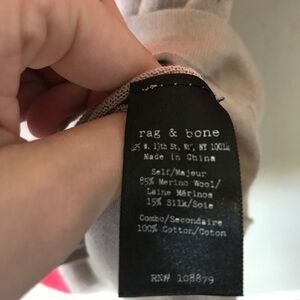 rag & bone
W. 13th St, NY, NY 10014
Made in China
Self/Majeur
85% Merino Wool/
Laine Mérinos
15% Silk/Soie
Combo/Secondaire
100% Cotton/Coton
RN# 108879